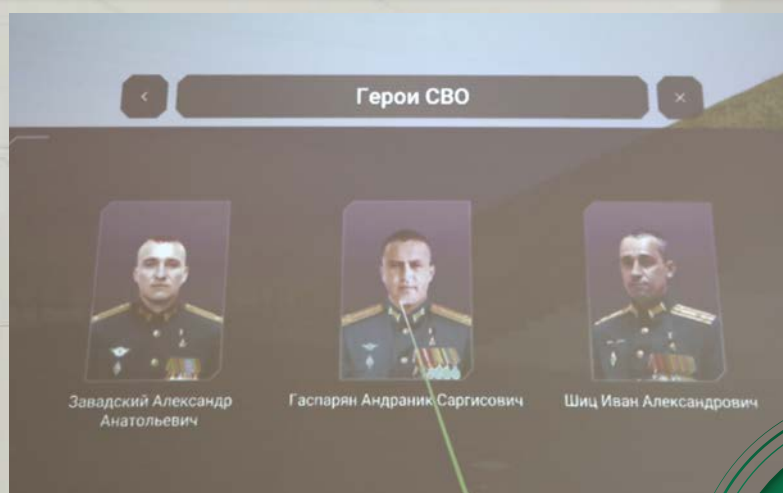 Герои СВО
Завадский Александр
Анатольевич
Гаспарян Андраник Саргисович
Шиц Иван Александрович